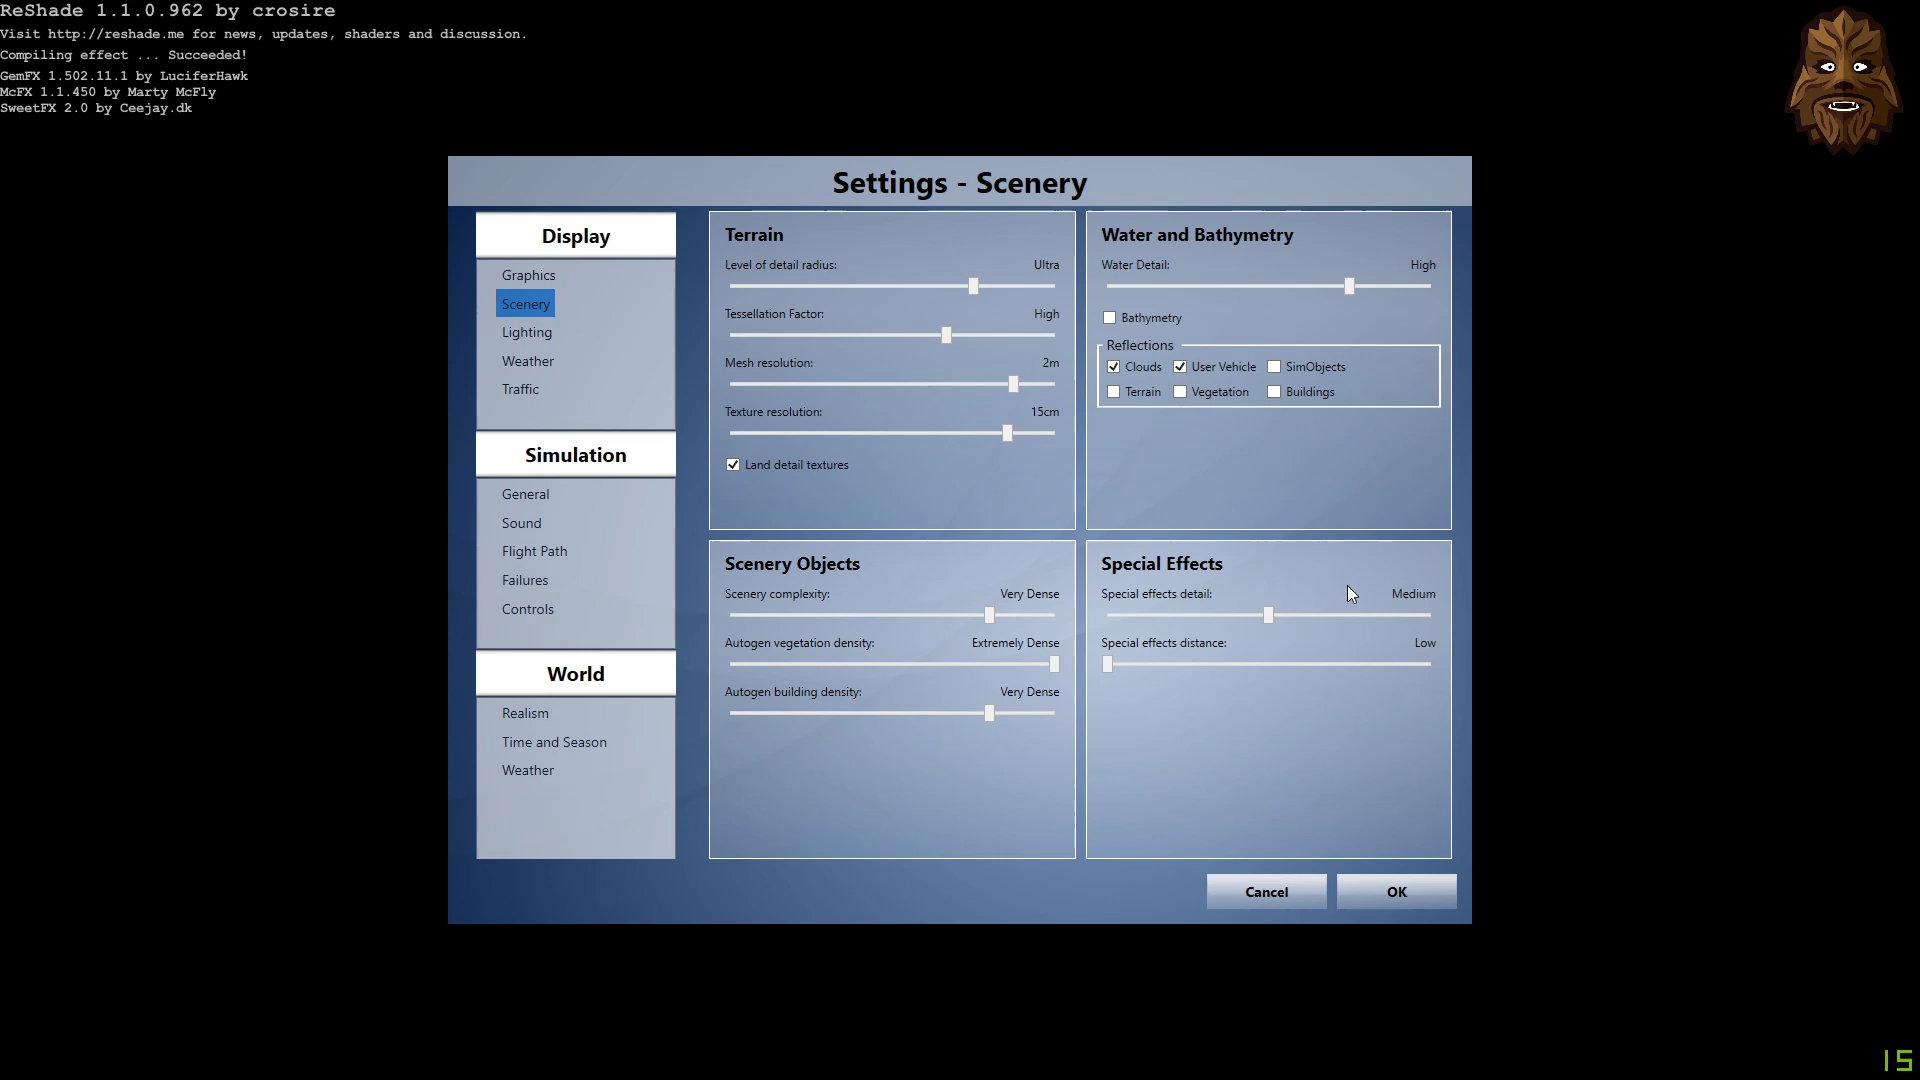 ReShade 1.1.0.962 by crosire
Visit http://reshade.me for news, updates, shaders and discussion.
Compiling effect ... Succeeded!
GemFX 1.502.11.1 by LuciferHawk
McFX 1.1.450 by Marty McFly
SweetFX 2.0 by Ceejay.dk
Settings - Scenery
Display
Graphics
Scenery
Lighting
Weather
Traffic
Simulation
General
Sound
Flight Path
Failures
Controls
World
Realism
Time and Season
Weather
Terrain
Level of detail radius: Ultra
Tessellation Factor: High
Mesh resolution: 2m
Texture resolution: 15cm
Land detail textures
Water and Bathymetry
Water Detail: High
Bathymetry
Reflections
Clouds User Vehicle SimObjects
Terrain Vegetation Buildings
Scenery Objects
Scenery complexity: Very Dense
Autogen vegetation density: Extremely Dense
Autogen building density: Very Dense
Special Effects
Special effects detail: Medium
Special effects distance: Low
Cancel OK
15